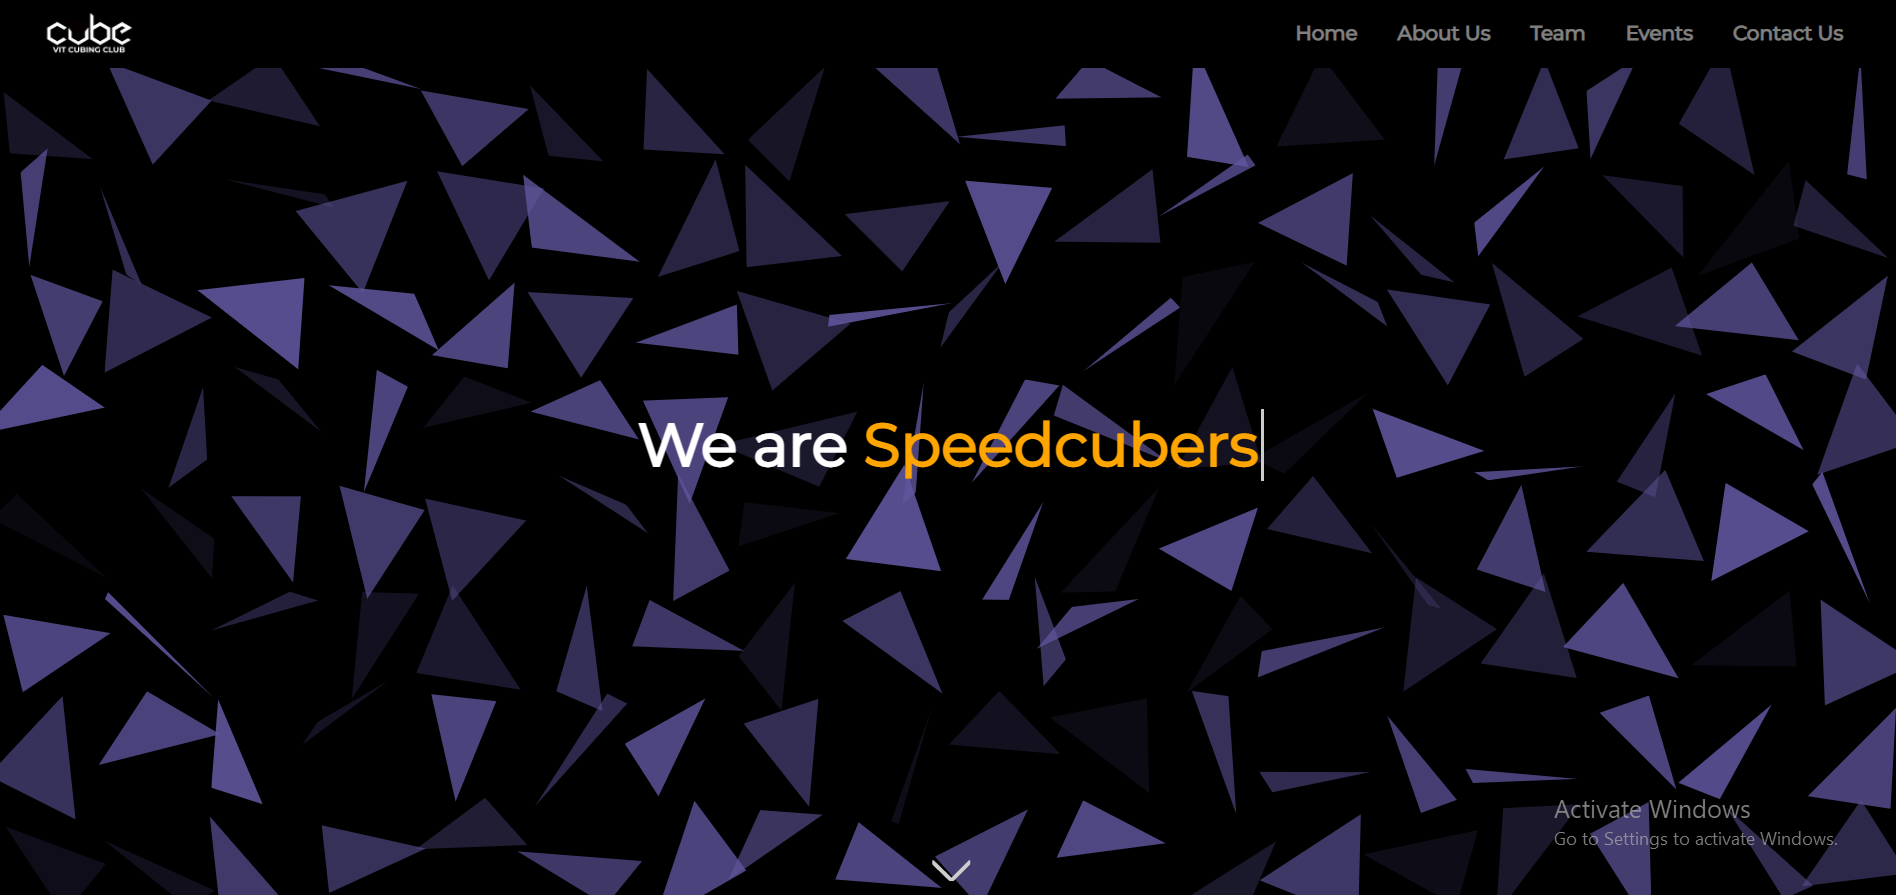 cube
VIT CUBING CLUB
Home About Us Team Events Contact Us
We are Speedcubers
Activate Windows
Go to Settings to activate Windows.